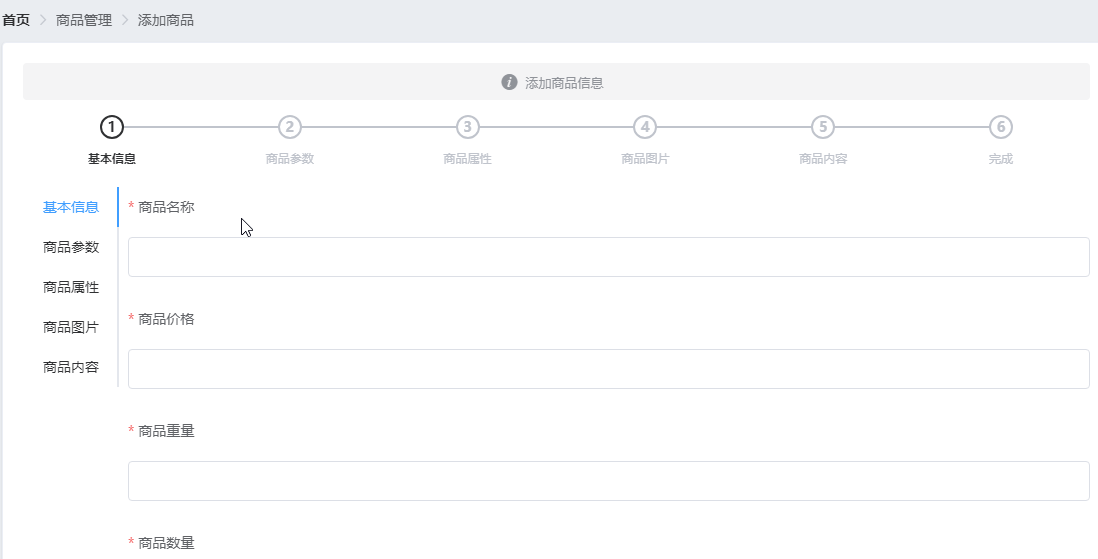 首页 > 商品管理 > 添加商品
添加商品信息
1 2 3 4 5 6
基本信息 商品参数 商品属性 商品图片 商品内容 完成
基本信息
商品参数
商品属性
商品图片
商品内容
* 商品名称
* 商品价格
* 商品重量
* 商品数量